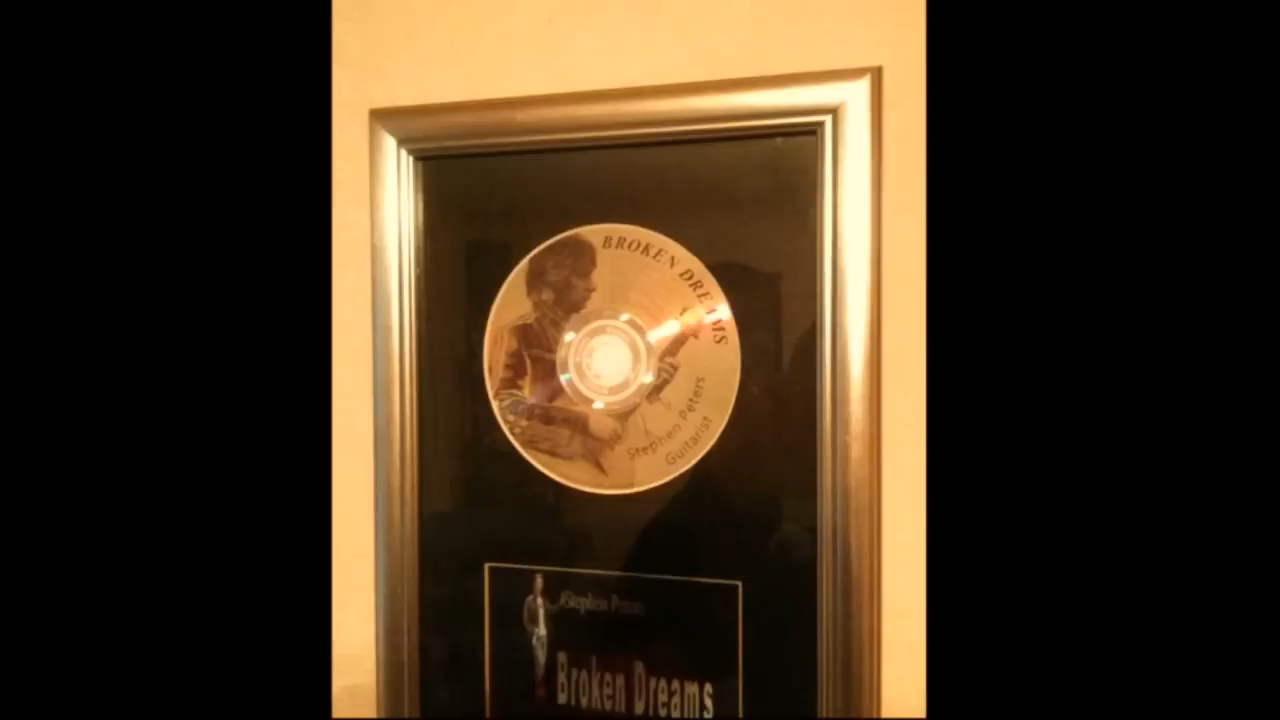 BROKEN DREAMS
Stephen Peters
Guitarist
Stephen Peters
Broken Dreams